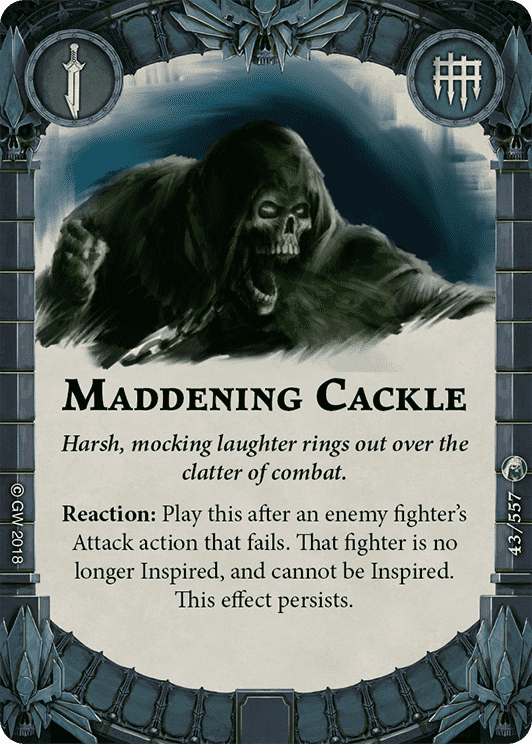 MADDENING CACKLE
Harsh, mocking laughter rings out over the
clatter of combat.
Reaction: Play this after an enemy fighter's
Attack action that fails. That fighter is no
longer Inspired, and cannot be Inspired.
This effect persists.
© GW 2018
43/557